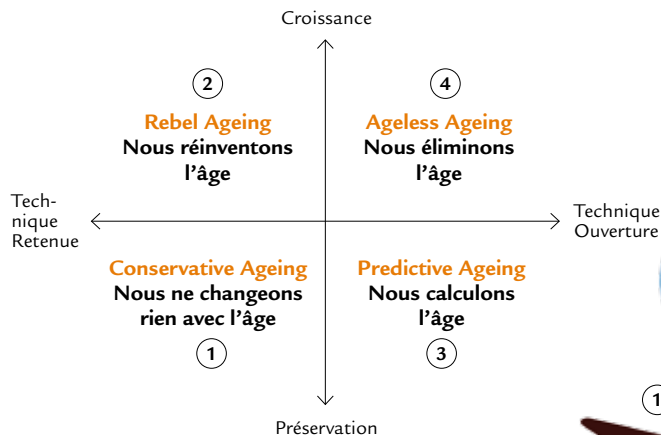 Croissance
2
4
Rebel Ageing
Nous réinventons
l'âge
Ageless Ageing
Nous éliminons
l'âge
Tech-
nique
Retenue
Technique
Ouverture
Conservative Ageing
Nous ne changeons
rien avec l'âge
1
Predictive Ageing
Nous calculons
l'âge
3
1
Préservation